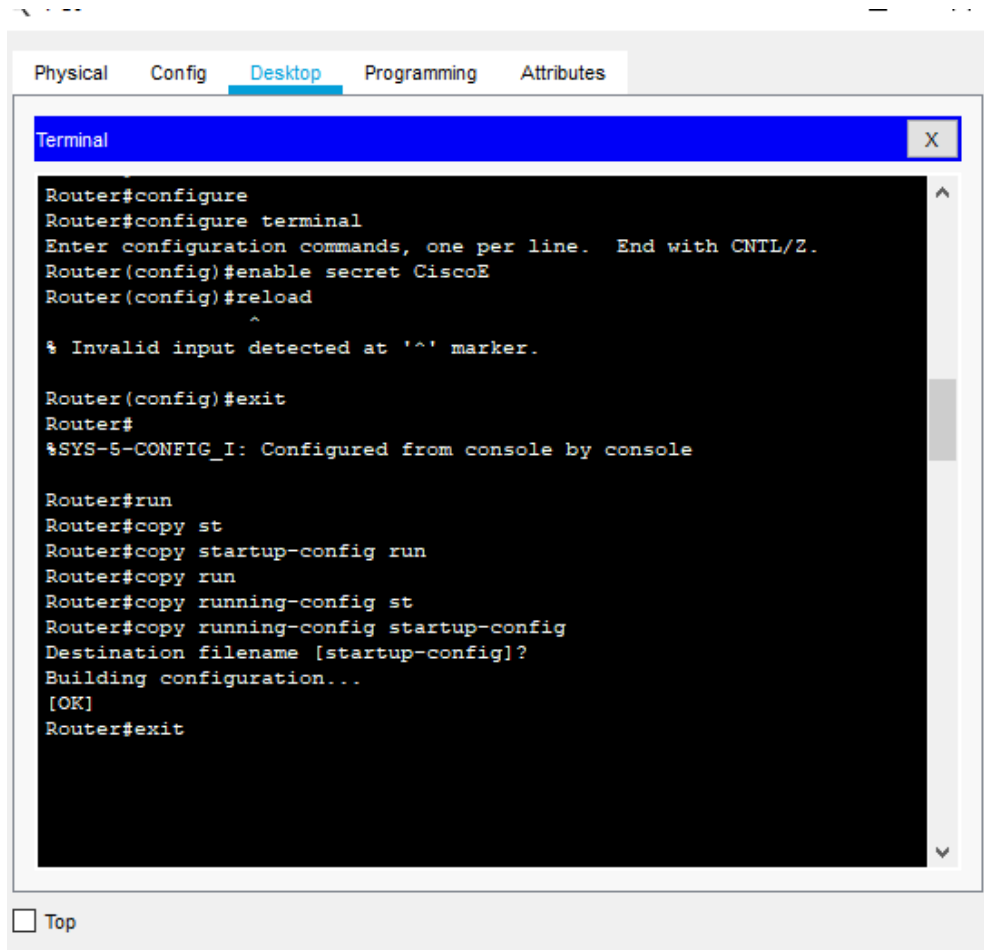 Physical Config Desktop Programming Attributes
Terminal X
Router#configure
Router#configure terminal
Enter configuration commands, one per line.  End with CNTL/Z.
Router(config)#enable secret CiscoE
Router(config)#reload
^
% Invalid input detected at '^' marker.
Router(config)#exit
Router#
%SYS-5-CONFIG_I: Configured from console by console
Router#run
Router#copy st
Router#copy startup-config run
Router#copy run
Router#copy running-config st
Router#copy running-config startup-config
Destination filename [startup-config]?
Building configuration...
[OK]
Router#exit
Top